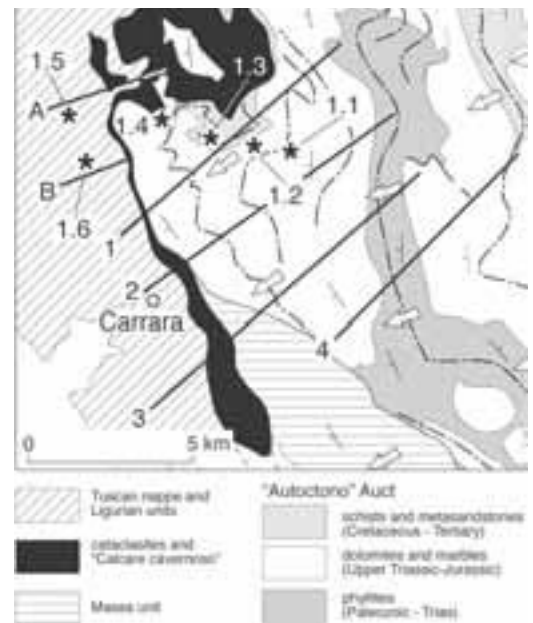 1.5
A
1.3
1.4
1.1
B
1.2
1.6
1
2
Carrara
4
3
0
5 km
Tuscan nappe and
Ligurian units
cataclasites and
"Calcare cavernoso"
Massa unit
"Autoctono" Auct
schists and metasandstones
(Cretaceous - Tertiary)
dolomites and marbles
(Upper Triassic-Jurassic)
phyllites
(Paleozoic - Trias)